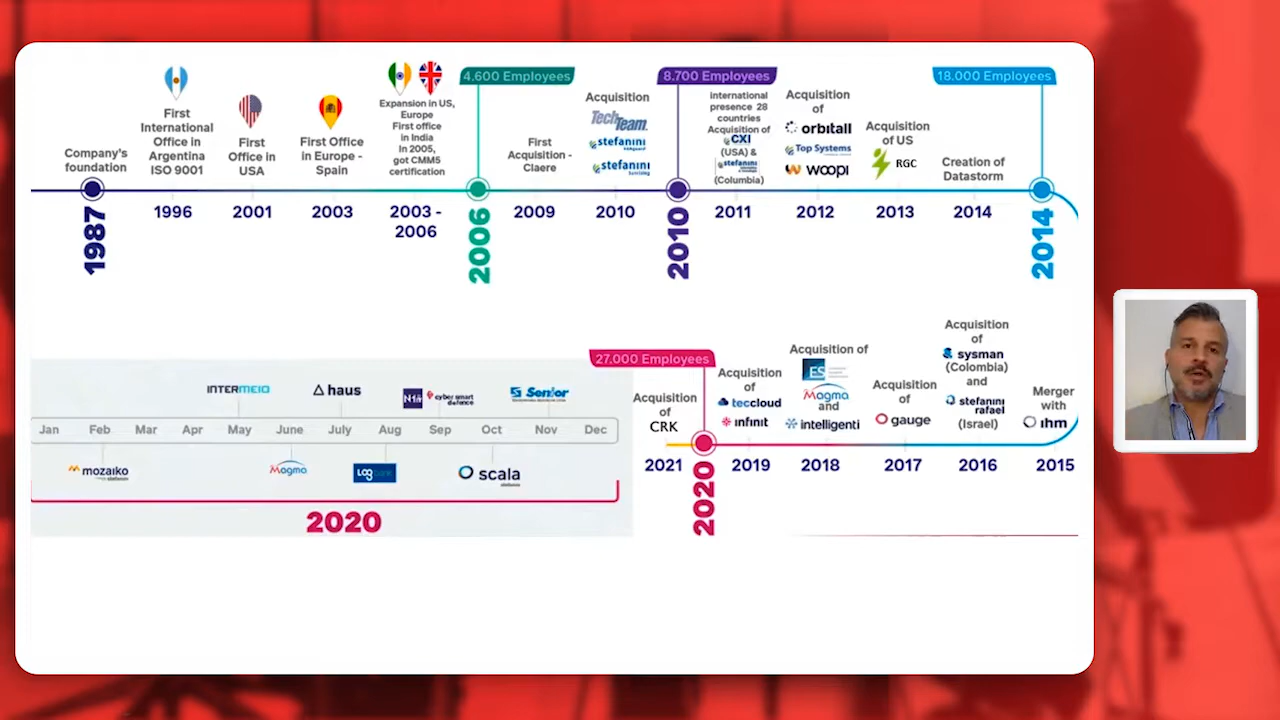 Company's
foundation
1987
First
International
Office in
Argentina
ISO 9001
1996
First
Office in
USA
2001
First Office
in Europe -
Spain
2003
Expansion in US,
Europe
First office
in India
In 2005,
got CMM5
certification
2003 -
2006
4.600 Employees
2006
First
Acquisition -
Claere
2009
Acquisition
TechTeam.
stefanini
stefanini
2010
8.700 Employees
2010
international
presence 28
countries
Acquisition of
CXI
(USA) &
stefanini
(Columbia)
2011
Acquisition
of
orbitall
Top Systems
woopi
2012
Acquisition
of US
RGC
2013
Creation of
Datastorm
2014
18.000 Employees
2014
Merger
with
ihm
2015
Acquisition
of
sysman
(Colombia)
and
stefanini
rafael
(Israel)
2016
Acquisition
of
gauge
2017
Acquisition of
ES
Magma
and
intelligenti
2018
Acquisition
of
teccloud
infinit
2019
27,000 Employees
2020
Acquisition
of
CRK
2021
INTERMEIO
haus
N1
cyber smart
defence
Senior
Jan Feb Mar Apr May June July Aug Sep Oct Nov Dec
mozaiko
Magma
LOG
scala
2020